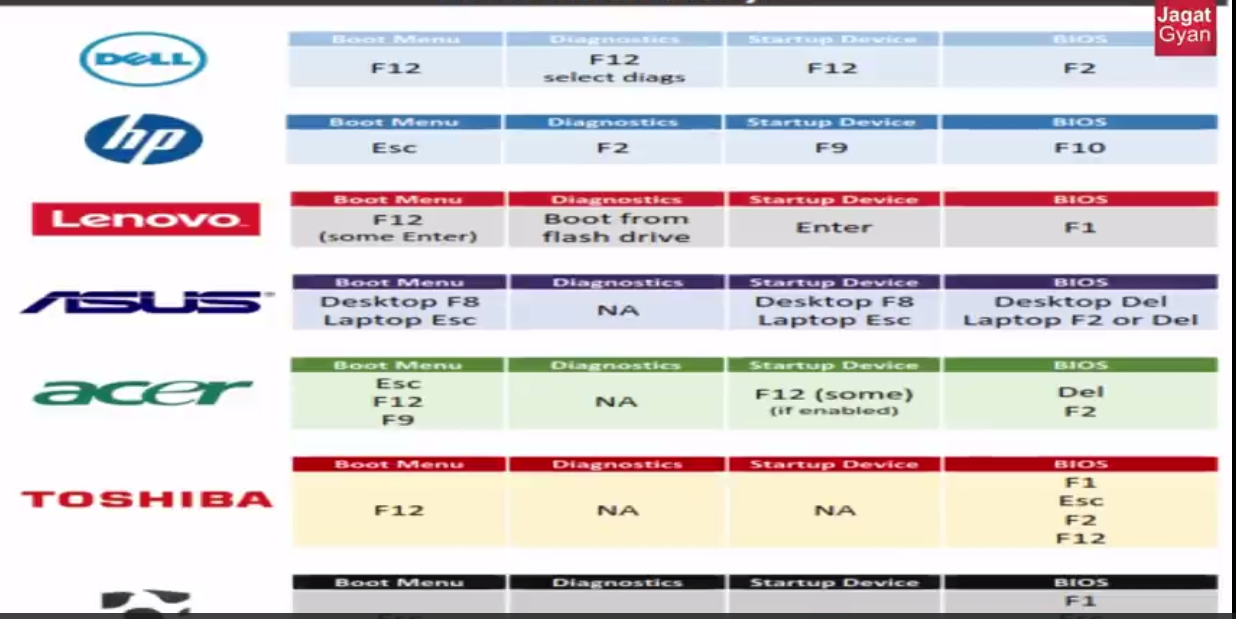 Jagat
Gyan
DELL
Boot Menu Diagnostics Startup Device BIOS
F12
F12
select diags
F12
F2
hp
Boot Menu Diagnostics Startup Device BIOS
Esc F2 F9 F10
Lenovo
Boot Menu Diagnostics Startup Device BIOS
F12
(some Enter)
Boot from
flash drive
Enter
F1
ASUS
Boot Menu Diagnostics Startup Device BIOS
Desktop F8
Laptop Esc
NA
Desktop F8
Laptop Esc
Desktop Del
Laptop F2 or Del
acer
Boot Menu Diagnostics Startup Device BIOS
Esc
F12
F9
NA
F12 (some)
(if enabled)
Del
F2
TOSHIBA
Boot Menu Diagnostics Startup Device BIOS
F12
NA
NA
F1
Esc
F2
F12
Boot Menu Diagnostics Startup Device BIOS
F1